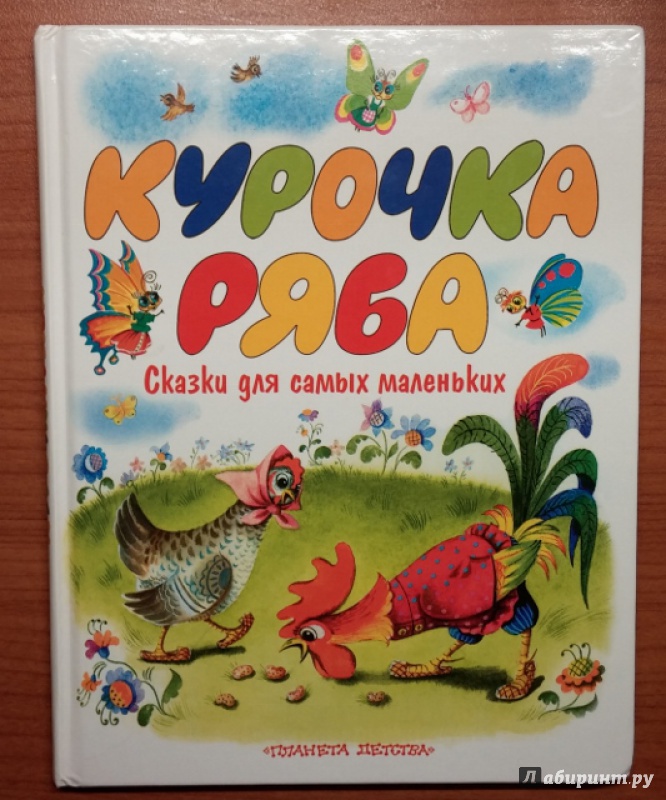 КУРОЧКА
РЯБА
Сказки для самых маленьких
«ПЛАНЕТА ДЕТСТВА»
Лабиринт.ру